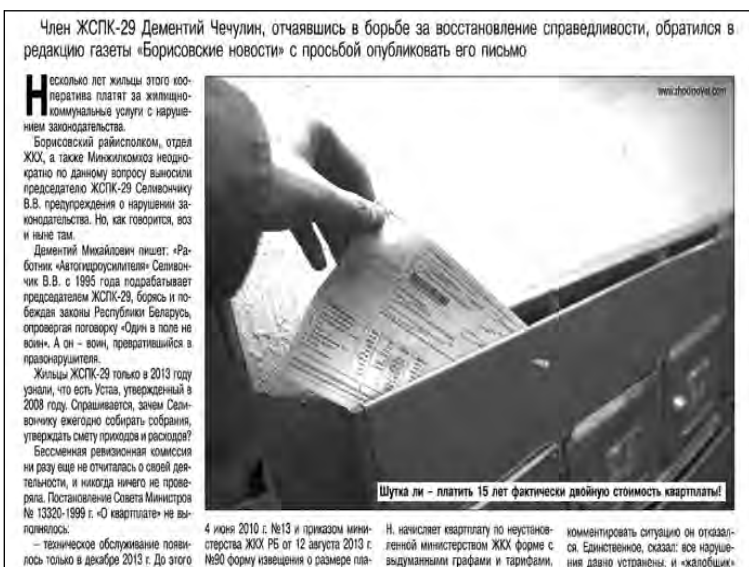 Член ЖСПК-29 Дементий Чечулин, отчаявшись в борьбе за восстановление справедливости, обратился в
редакцию газеты «Борисовские новости» с просьбой опубликовать его письмо
Несколько лет жильцы этого коо-
ператива платят за жилищно-
коммунальные услуги с наруше-
нием законодательства.
Борисовский райисполком, отдел
ЖКХ, а также Минжилкомхоз неодно-
кратно по данному вопросу выносили
председателю ЖСПК-29 Селивончику
В.В. предупреждения о нарушении за-
конодательства. Но, как говорится, воз
и ныне там.
Дементий Михайлович пишет: «Ра-
ботник «Автогидроусилителя» Селивон-
чик В.В. с 1995 года подрабатывает
председателем ЖСПК-29, борясь и по-
беждая законы Республики Беларусь,
опровергая поговорку «Один в поле не
воин». А он – воин, превратившийся в
правонарушителя.
Жильцы ЖСПК-29 только в 2013 году
узнали, что есть Устав, утвержденный в
2008 году. Спрашивается, зачем Сели-
вончику ежегодно собирать собрания,
утверждать смету приходов и расходов?
Бессменная ревизионная комиссия
ни разу еще не отчиталась о своей дея-
тельности, и никогда ничего не прове-
ряла. Постановление Совета Министров
№ 13320-1999 г. «О квартплате» не вы-
полнялось:
– техническое обслуживание появи-
лось только в декабре 2013 г. До этого
www.zhodinovei.com
Шутка ли – платить 15 лет фактически двойную стоимость квартплаты!
4 июня 2010 г. №13 и приказом мини-
стерства ЖКХ РБ от 12 августа 2013 г.
№90 форму извещения о размере пла-
Н. начисляет квартплату по неустанов-
ленной министерством ЖКХ форме с
выдуманными графами и тарифами,
комментировать ситуацию он отказал-
ся. Единственное, сказал: все наруше-
ния давно устранены, и «жалобщик»